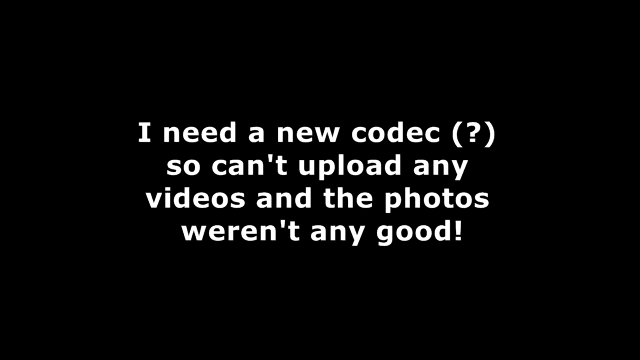 I need a new codec (?)
so can't upload any
videos and the photos
weren't any good!